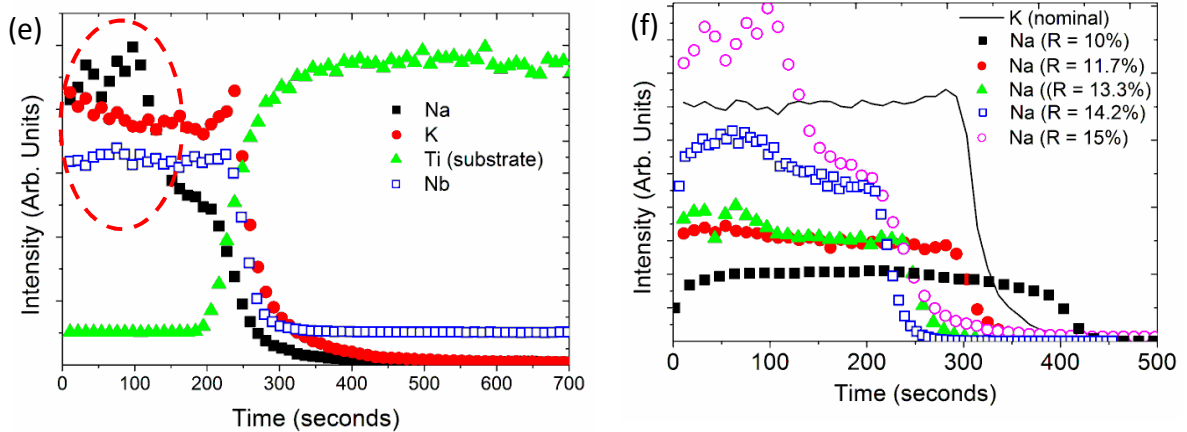 (e)
Intensity (Arb. Units)
Na
K
Ti (substrate)
Nb
0 100 200 300 400 500 600 700
Time (seconds)
(f)
Intensity (Arb. Units)
K (nominal)
Na (R = 10%)
Na (R = 11.7%)
Na ((R = 13.3%)
Na (R = 14.2%)
Na (R = 15%)
0 100 200 300 400 500
Time (seconds)